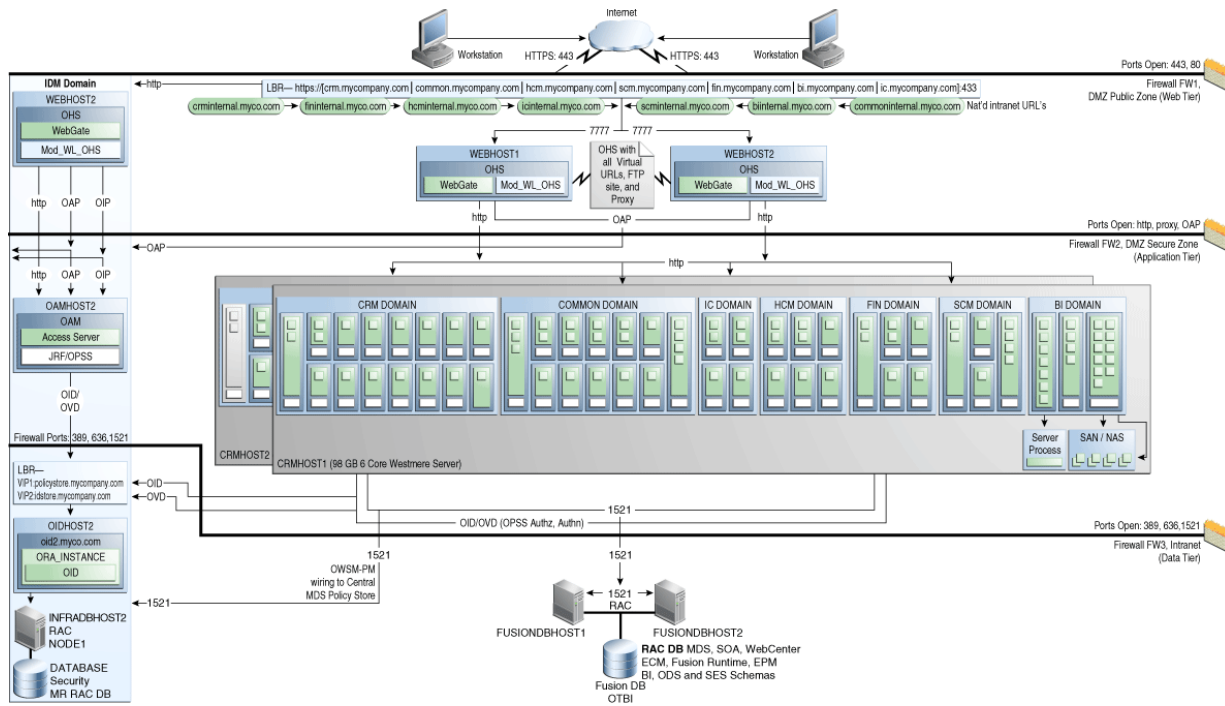 Internet
Workstation
HTTPS: 443
HTTPS: 443
Workstation
Ports Open: 443, 80
Firewall FW1,
DMZ Public Zone (Web Tier)
IDM Domain
http
LBR— https://[crm.mycompany.com | common.mycompany.com | hcm.mycompany.com | scm.mycompany.com | fin.mycompany.com | bi.mycompany.com | ic.mycompany.com]:433
crminternal.myco.com
fininternal.myco.com
hcminternal.myco.com
icinternal.myco.com
scminternal.myco.com
biinternal.myco.com
commoninternal.myco.com
Nat'd intranet URL's
WEBHOST2
OHS
WebGate
Mod_WL_OHS
7777
7777
WEBHOST1
OHS
WebGate
Mod_WL_OHS
OHS with
all Virtual
URLs, FTP
site, and
Proxy
WEBHOST2
OHS
WebGate
Mod_WL_OHS
http
OAP
OIP
http
OAP
http
Ports Open: http, proxy, OAP
Firewall FW2, DMZ Secure Zone
(Application Tier)
OAP
http
OAP
OIP
http
OAMHOST2
OAM
Access Server
JRF/OPSS
CRM DOMAIN
COMMON DOMAIN
IC DOMAIN
HCM DOMAIN
FIN DOMAIN
SCM DOMAIN
BI DOMAIN
OID/
OVD
Server
Process
SAN / NAS
Firewall Ports: 389, 636,1521
CRMHOST2
CRMHOST1 (98 GB 6 Core Westmere Server)
LBR—
VIP1.policystore.mycompany.com
VIP2.idstore.mycompany.com
OID
OVD
1521
OID/OVD (OPSS Authz, Authn)
Ports Open: 389, 636,1521
Firewall FW3, Intranet
(Data Tier)
OIDHOST2
oid2.myco.com
ORA_INSTANCE
OID
1521
OWSM-PM
wiring to Central
MDS Policy Store
1521
1521
1521
RAC
INFRADBHOST2
RAC
NODE1
FUSIONDBHOST1
FUSIONDBHOST2
DATABASE
Security
MR RAC DB
RAC DB MDS, SOA, WebCenter
ECM, Fusion Runtime, EPM
BI, ODS and SES Schemas
Fusion DB
OTBI